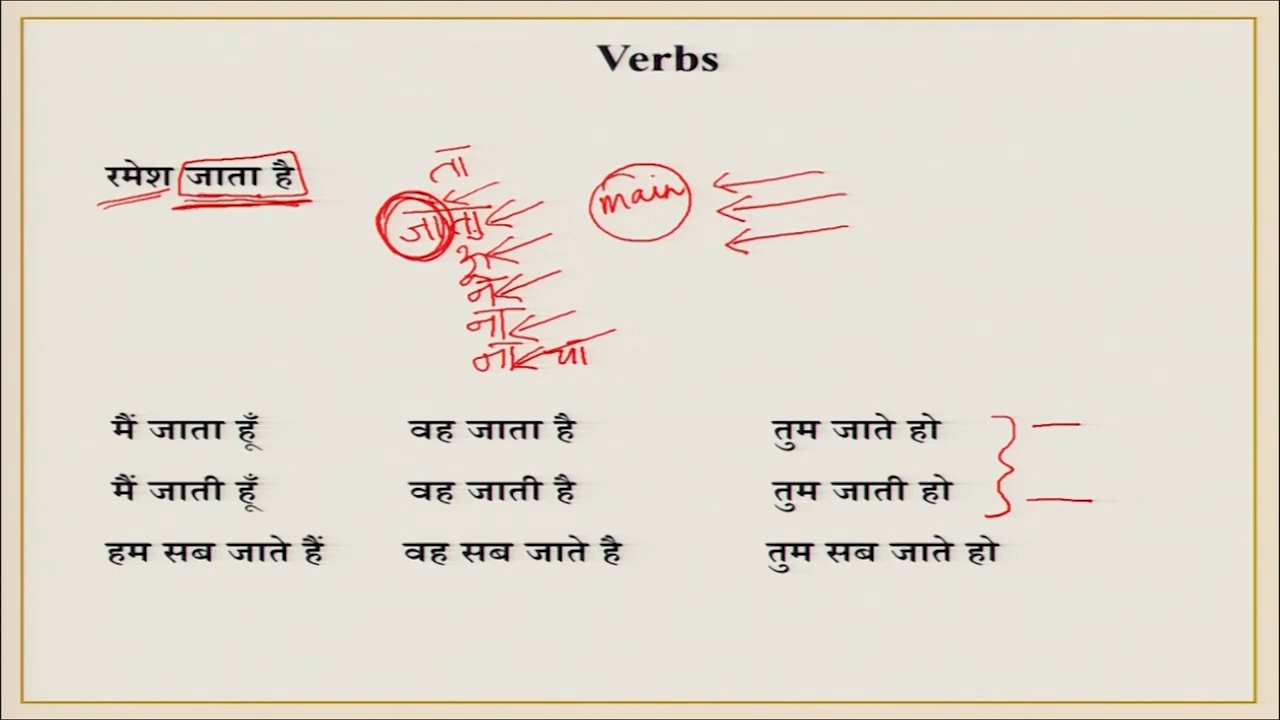 Verbs
रमेश जाता है
ता
जाता
main
ने
ना
ना या
मैं जाता हूँ वह जाता है तुम जाते हो
मैं जाती हूँ वह जाती है तुम जाती हो
हम सब जाते हैं वह सब जाते है तुम सब जाते हो